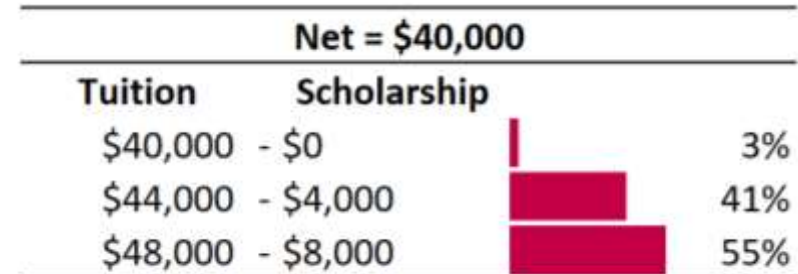 Net = $40,000
Tuition Scholarship
$40,000 - $0 3%
$44,000 - $4,000 41%
$48,000 - $8,000 55%